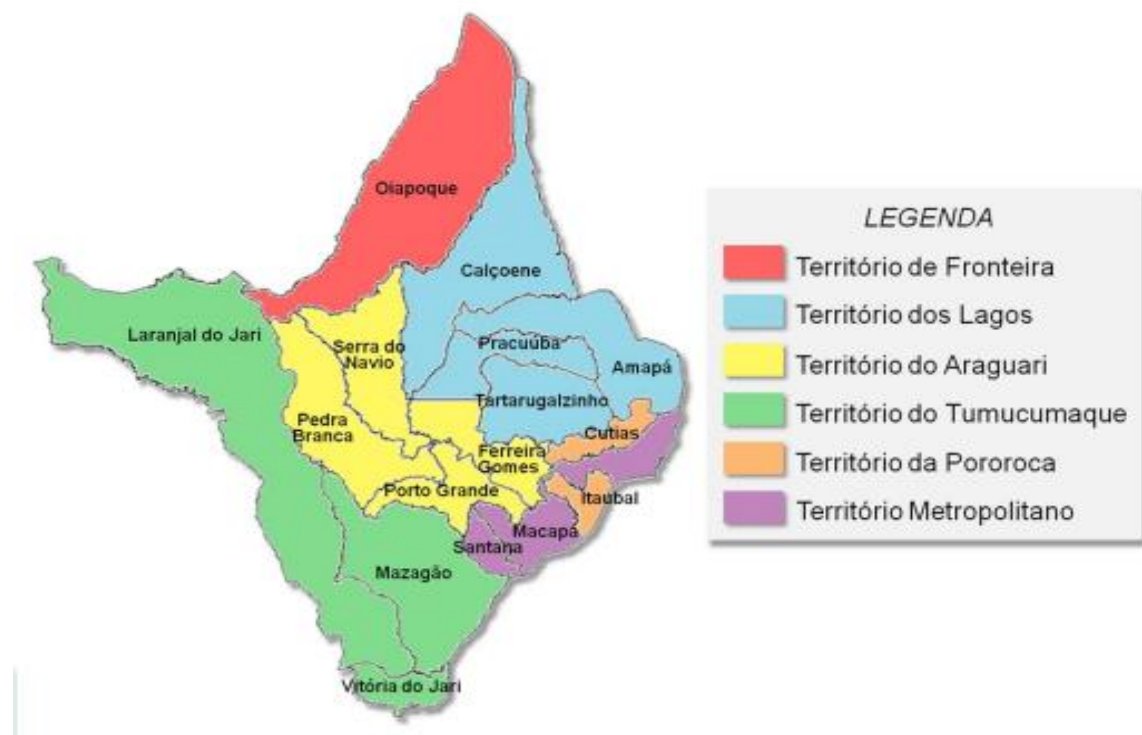 Oiapoque
Calçoene
Laranjal do Jari
Serra do
Navio
Pracuúba
Amapá
Tartarugalzinho
Pedra
Branca
Cutias
Ferreira
Gomes
Porto Grande
Itaubal
Macapá
Santana
Mazagão
Vitória do Jari
LEGENDA
Território de Fronteira
Território dos Lagos
Território do Araguari
Território do Tumucumaque
Território da Pororoca
Território Metropolitano